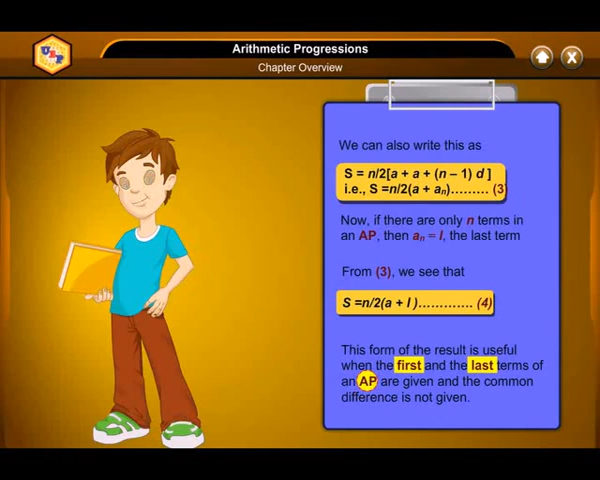 Arithmetic Progressions
Chapter Overview
X
We can also write this as
S = n/2[a + a + (n – 1) d ]
i.e., S =n/2(a + aₙ)......... (3
Now, if there are only n terms in
an AP, then aₙ = l, the last term
From (3), we see that
S =n/2(a + l )............. (4)
This form of the result is useful
when the first and the last terms of
an AP are given and the common
difference is not given.